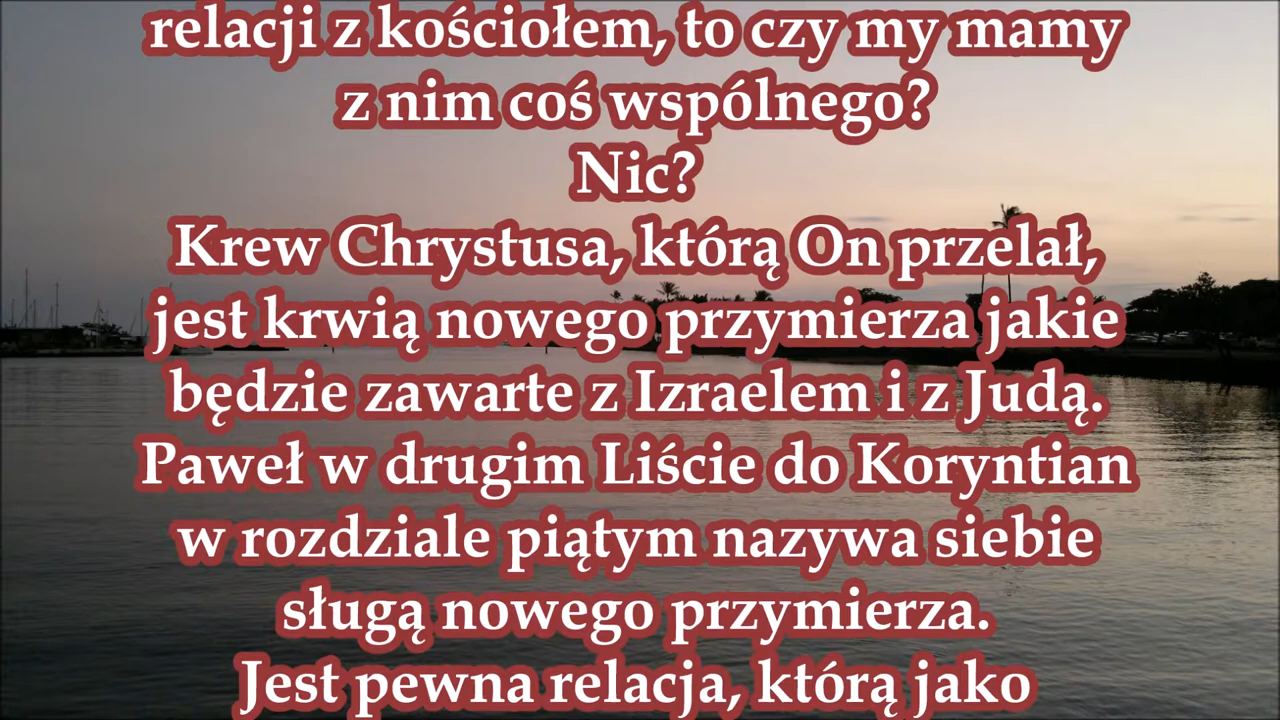 relacji z kościołem, to czy my mamy
z nim coś wspólnego?
Nic?
Krew Chrystusa, którą On przelał,
jest krwią nowego przymierza jakie
będzie zawarte z Izraelem i z Judą.
Paweł w drugim Liście do Koryntian
w rozdziale piątym nazywa siebie
sługą nowego przymierza.
Jest pewna relacja, którą jako